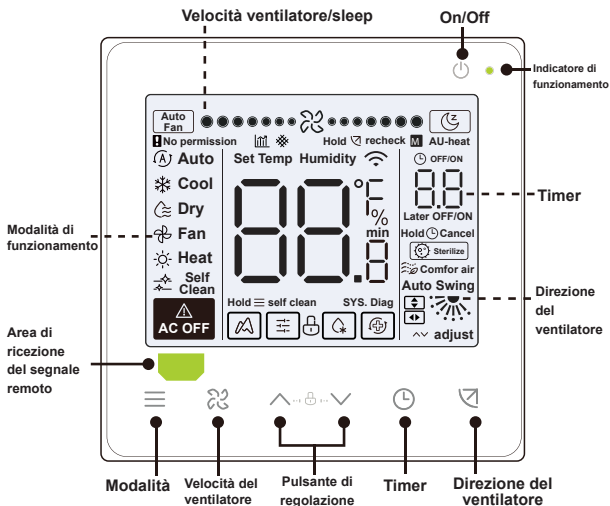 Velocità ventilatore/sleep
On/Off
Indicatore di
funzionamento
Auto
Fan
No permission
Hold recheck M AU-heat
A Auto
Cool
Dry
Fan
Heat
Self
Clean
AC OFF
Set Temp Humidity
88.8
°F
%
min
OFF/ON
8.8
Later OFF/ON
Hold Cancel
Sterilize
Comfor air
Auto Swing
adjust
Hold self clean SYS. Diag
Timer
Modalità di
funzionamento
Direzione
del
ventilatore
Area di
ricezione
del segnale
remoto
Modalità
Velocità del
ventilatore
Pulsante di
regolazione
Timer
Direzione del
ventilatore